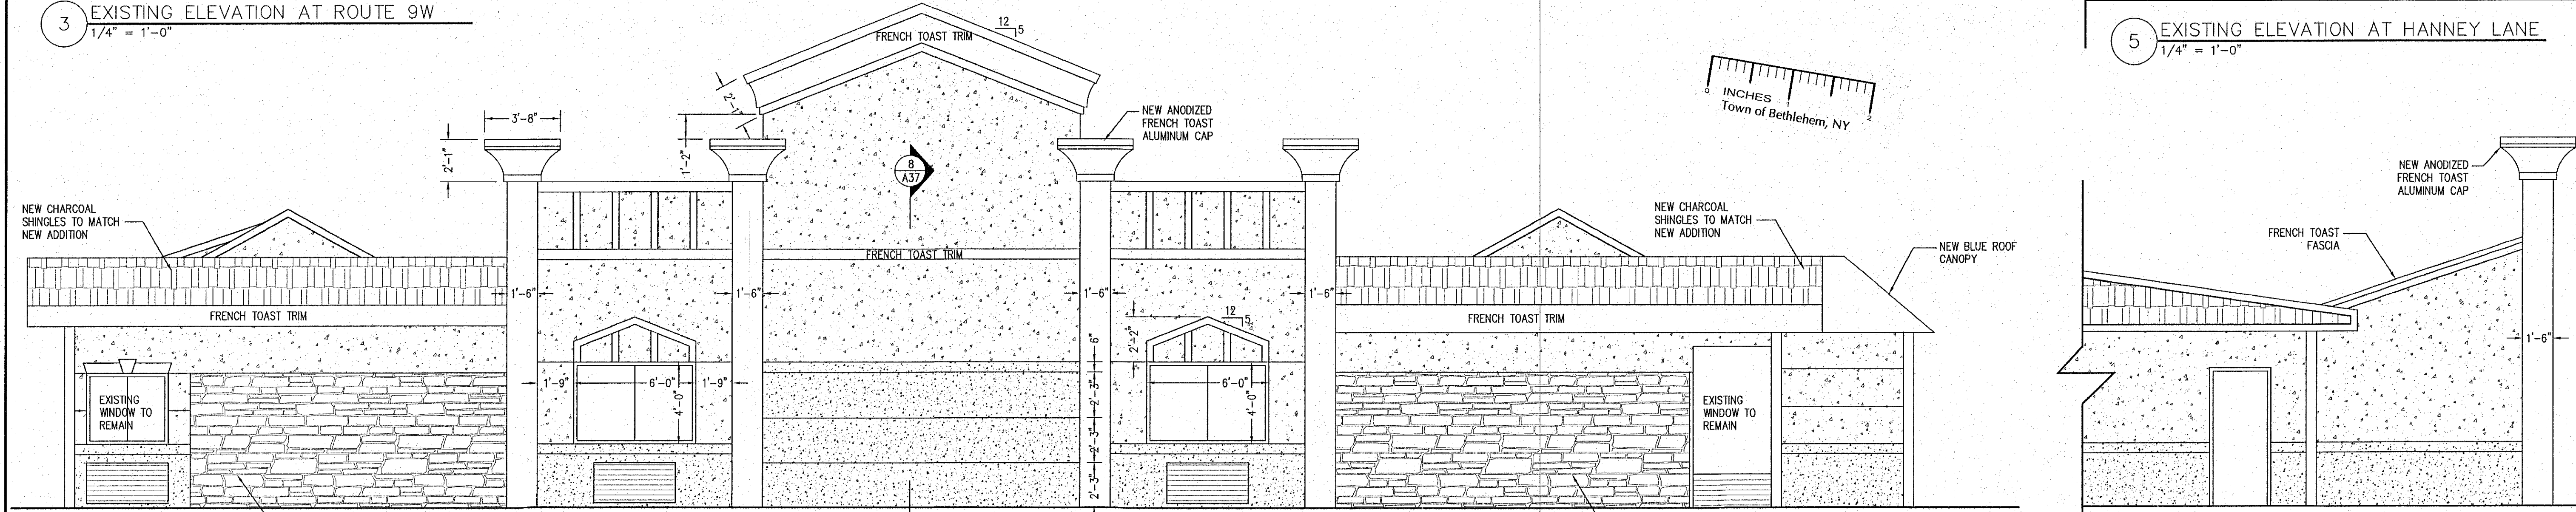 3
EXISTING ELEVATION AT ROUTE 9W
1/4" = 1'-0"
FRENCH TOAST TRIM
12
5
2'-1"
3'-8"
2'-1"
1'-2"
NEW ANODIZED
FRENCH TOAST
ALUMINUM CAP
8
A37
NEW CHARCOAL
SHINGLES TO MATCH
NEW ADDITION
FRENCH TOAST TRIM
1'-6"
1'-6"
1'-6"
1'-6"
FRENCH TOAST TRIM
12
5
2'-2"
6"
1'-9"
6'-0"
1'-9"
4'-0"
2'-3"
2'-3"
2'-3"
6'-0"
4'-0"
EXISTING
WINDOW TO
REMAIN
NEW CHARCOAL
SHINGLES TO MATCH
NEW ADDITION
NEW BLUE ROOF
CANOPY
FRENCH TOAST TRIM
EXISTING
WINDOW TO
REMAIN
0
1
2
INCHES
Town of Bethlehem, NY
5
EXISTING ELEVATION AT HANNEY LANE
1/4" = 1'-0"
NEW ANODIZED
FRENCH TOAST
ALUMINUM CAP
FRENCH TOAST
FASCIA
1'-6"